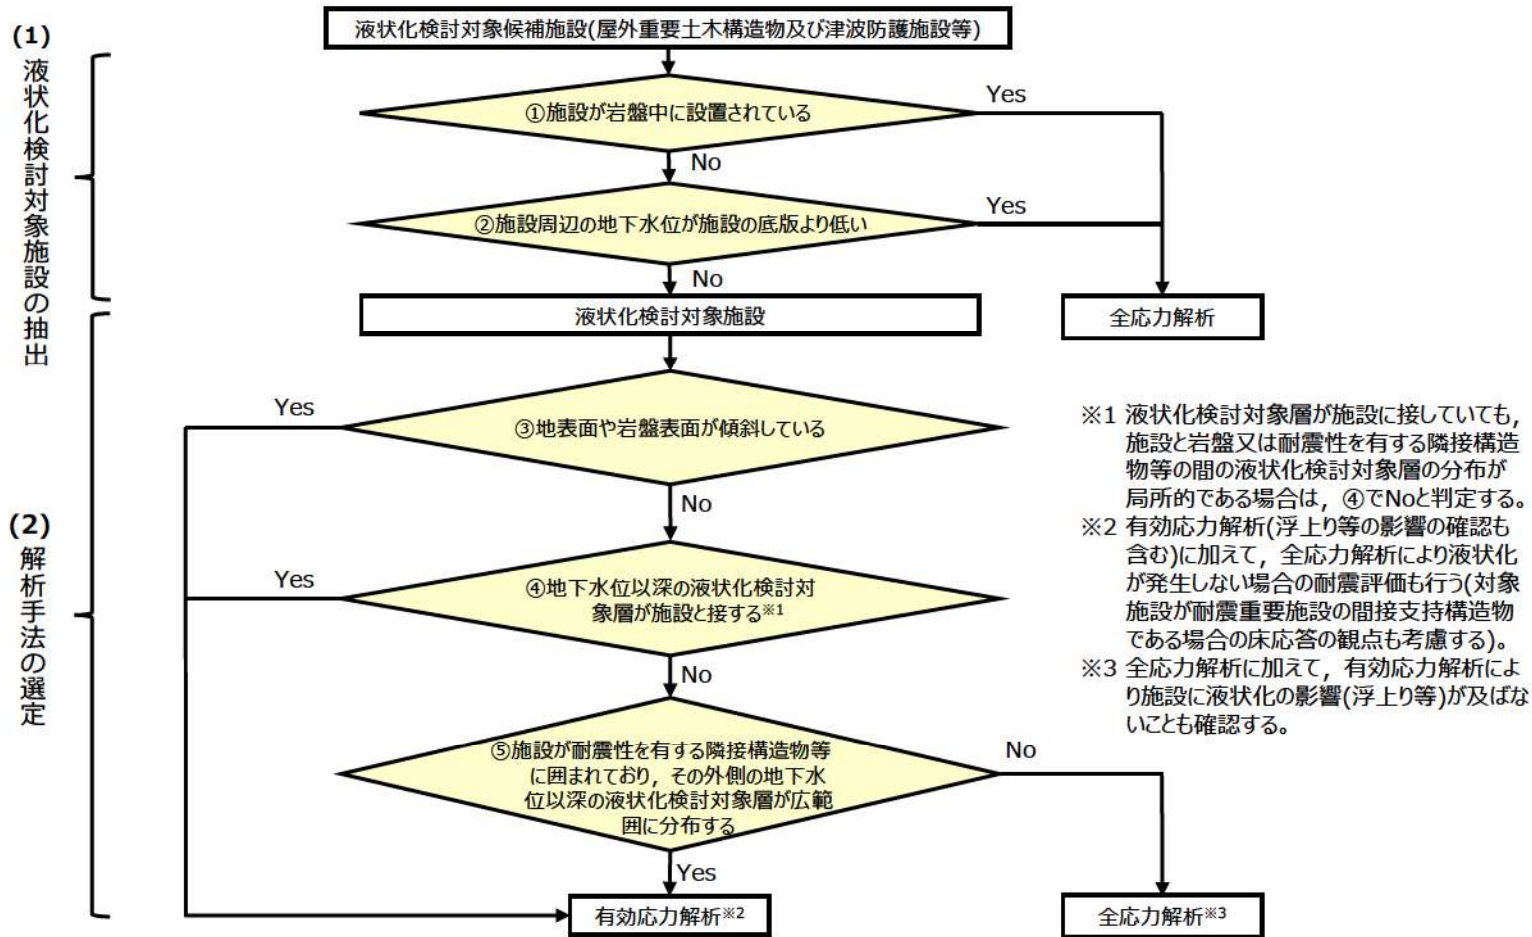 液状化検討対象候補施設(屋外重要土木構造物及び津波防護施設等)
(1)
液状化検討対象施設の抽出
①施設が岩盤中に設置されている
Yes
No
②施設周辺の地下水位が施設の底版より低い
Yes
No
液状化検討対象施設
全応力解析
(2)
解析手法の選定
③地表面や岩盤表面が傾斜している
Yes
No
④地下水位以深の液状化検討対
象層が施設と接する※1
Yes
No
⑤施設が耐震性を有する隣接構造物等
に囲まれており，その外側の地下水
位以深の液状化検討対象層が広範
囲に分布する
No
Yes
有効応力解析※2
全応力解析※3
※1 液状化検討対象層が施設に接していても，
施設と岩盤又は耐震性を有する隣接構造
物等の間の液状化検討対象層の分布が
局所的である場合は，④でNoと判定する。
※2 有効応力解析(浮上り等の影響の確認も
含む)に加えて，全応力解析により液状化
が発生しない場合の耐震評価も行う(対象
施設が耐震重要施設の間接支持構造物
である場合の床応答の観点も考慮する)。
※3 全応力解析に加えて，有効応力解析によ
り施設に液状化の影響(浮上り等)が及ばな
いことも確認する。